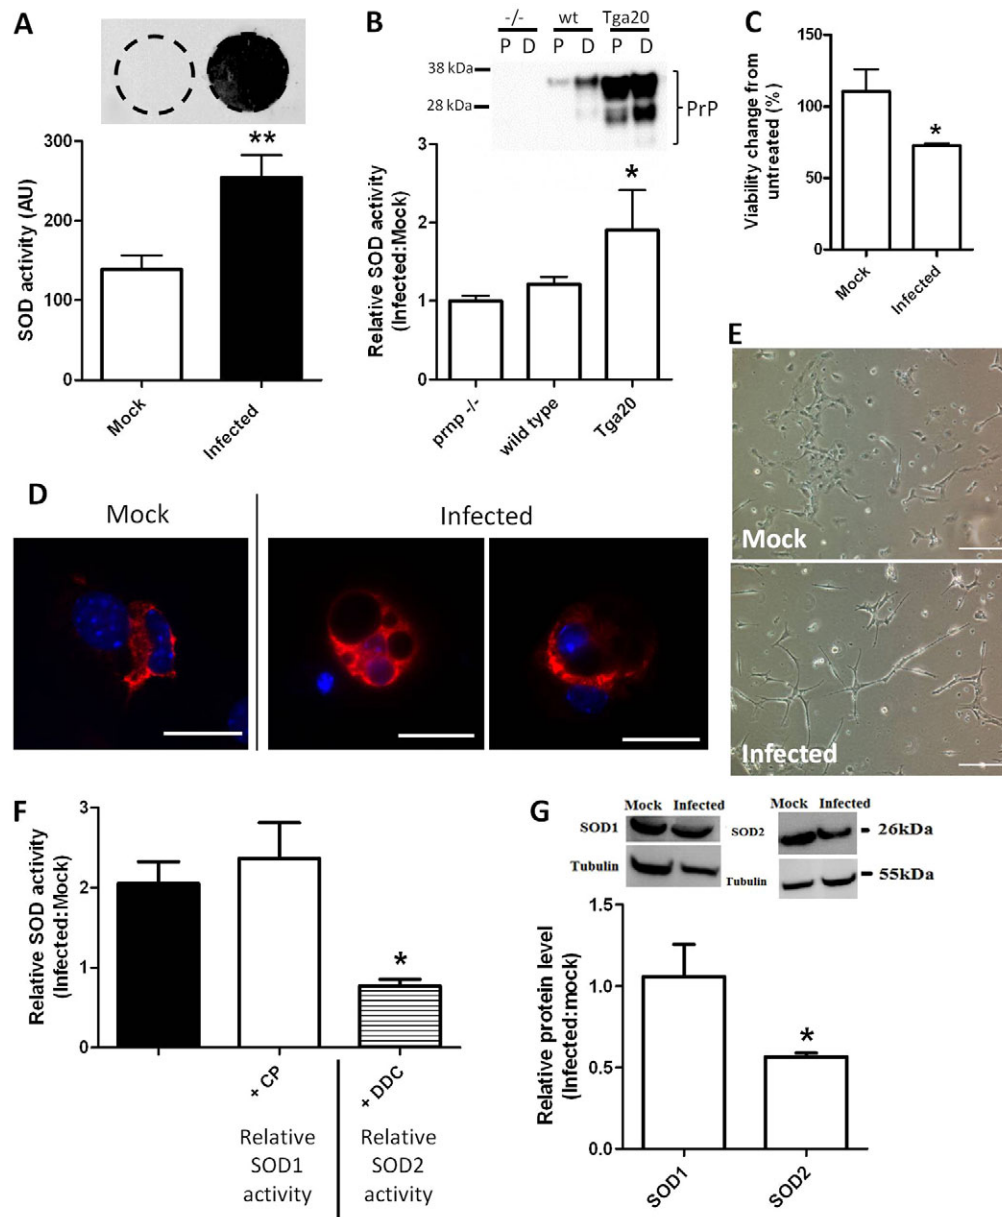 A
SOD activity (AU)
300
200
100
0
**
Mock
Infected
B
-/- wt Tga20
P D P D P D
38 kDa
28 kDa
PrP
Relative SOD activity
(Infected:Mock)
3
2
1
0
*
prnp -/-
wild type
Tga20
C
Viability change from
untreated (%)
150
100
50
0
*
Mock
Infected
D
Mock
Infected
E
Mock
Infected
F
Relative SOD activity
(Infected:Mock)
3
2
1
0
*
+ CP
+ DDC
Relative
SOD1
activity
Relative
SOD2
activity
G
Mock Infected
SOD1
Tubulin
Mock Infected
SOD2
26kDa
Tubulin
55kDa
Relative protein level
(Infected:mock)
1.5
1.0
0.5
0.0
*
SOD1
SOD2